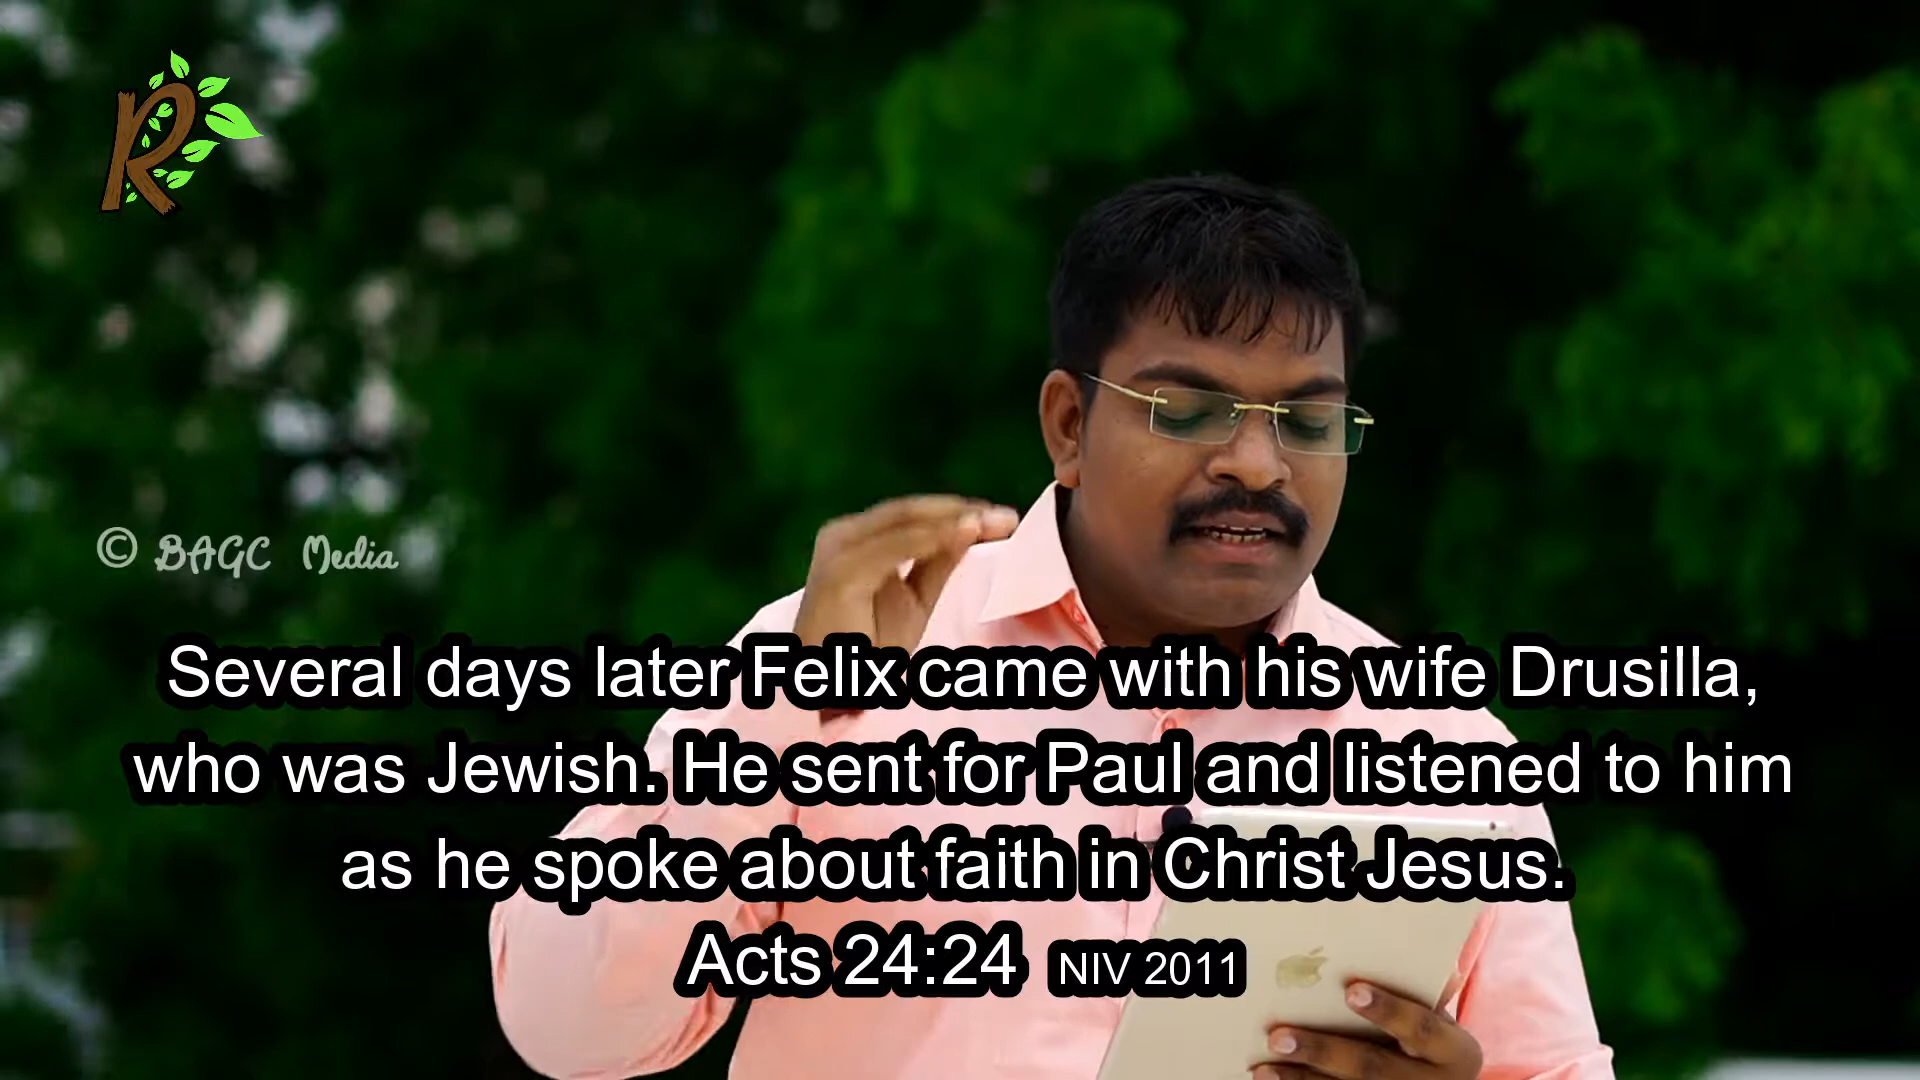 R
© BAGC Media
Several days later Felix came with his wife Drusilla,
who was Jewish. He sent for Paul and listened to him
as he spoke about faith in Christ Jesus.
Acts 24:24 NIV 2011